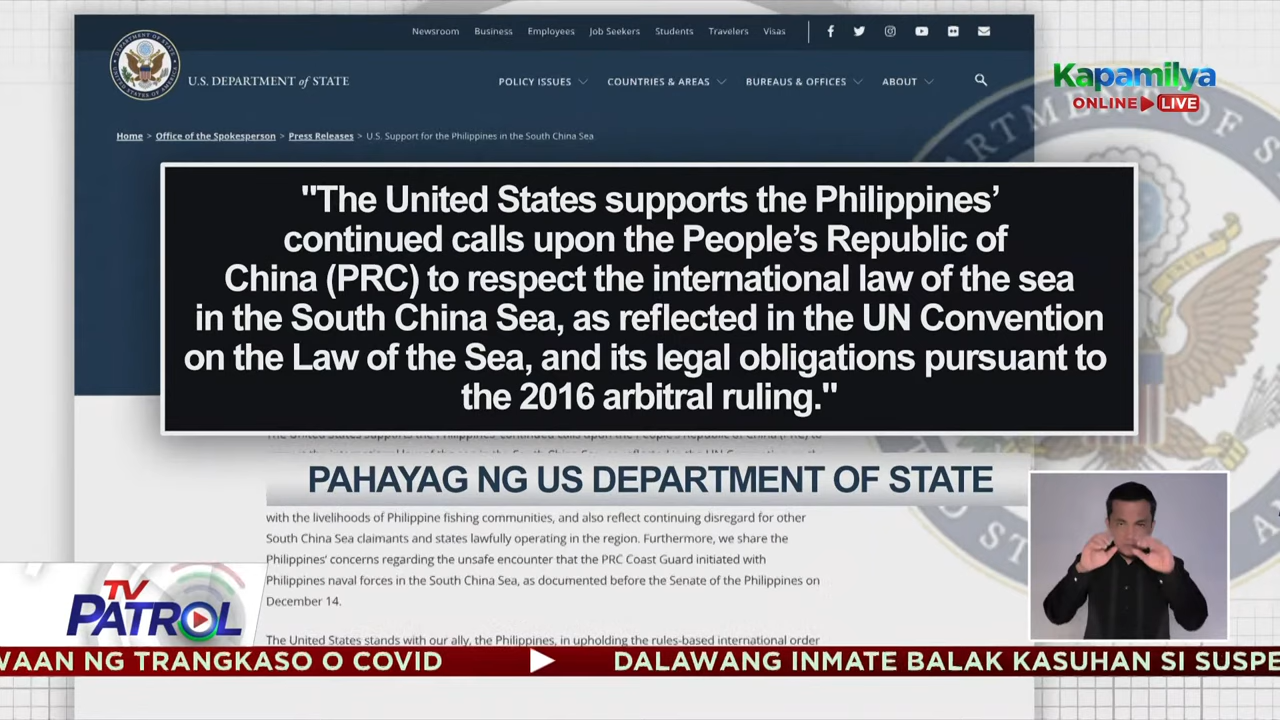 Newsroom Business Employees Job Seekers Students Travelers Visas
U.S. DEPARTMENT of STATE
POLICY ISSUES COUNTRIES & AREAS BUREAUS & OFFICES ABOUT
Kapamilya
ONLINE LIVE
Home > Office of the Spokesperson > Press Releases > U.S. Support for the Philippines in the South China Sea
"The United States supports the Philippines’
continued calls upon the People’s Republic of
China (PRC) to respect the international law of the sea
in the South China Sea, as reflected in the UN Convention
on the Law of the Sea, and its legal obligations pursuant to
the 2016 arbitral ruling."
PAHAYAG NG US DEPARTMENT OF STATE
with the livelihoods of Philippine fishing communities, and also reflect continuing disregard for other
South China Sea claimants and states lawfully operating in the region. Furthermore, we share the
Philippines’ concerns regarding the unsafe encounter that the PRC Coast Guard initiated with
Philippines naval forces in the South China Sea, as documented before the Senate of the Philippines on
December 14.
The United States stands with our ally, the Philippines, in upholding the rules-based international order
TV
PATROL
WAAN NG TRANGKASO O COVID DALAWANG INMATE BALAK KASUHAN SI SUSPE